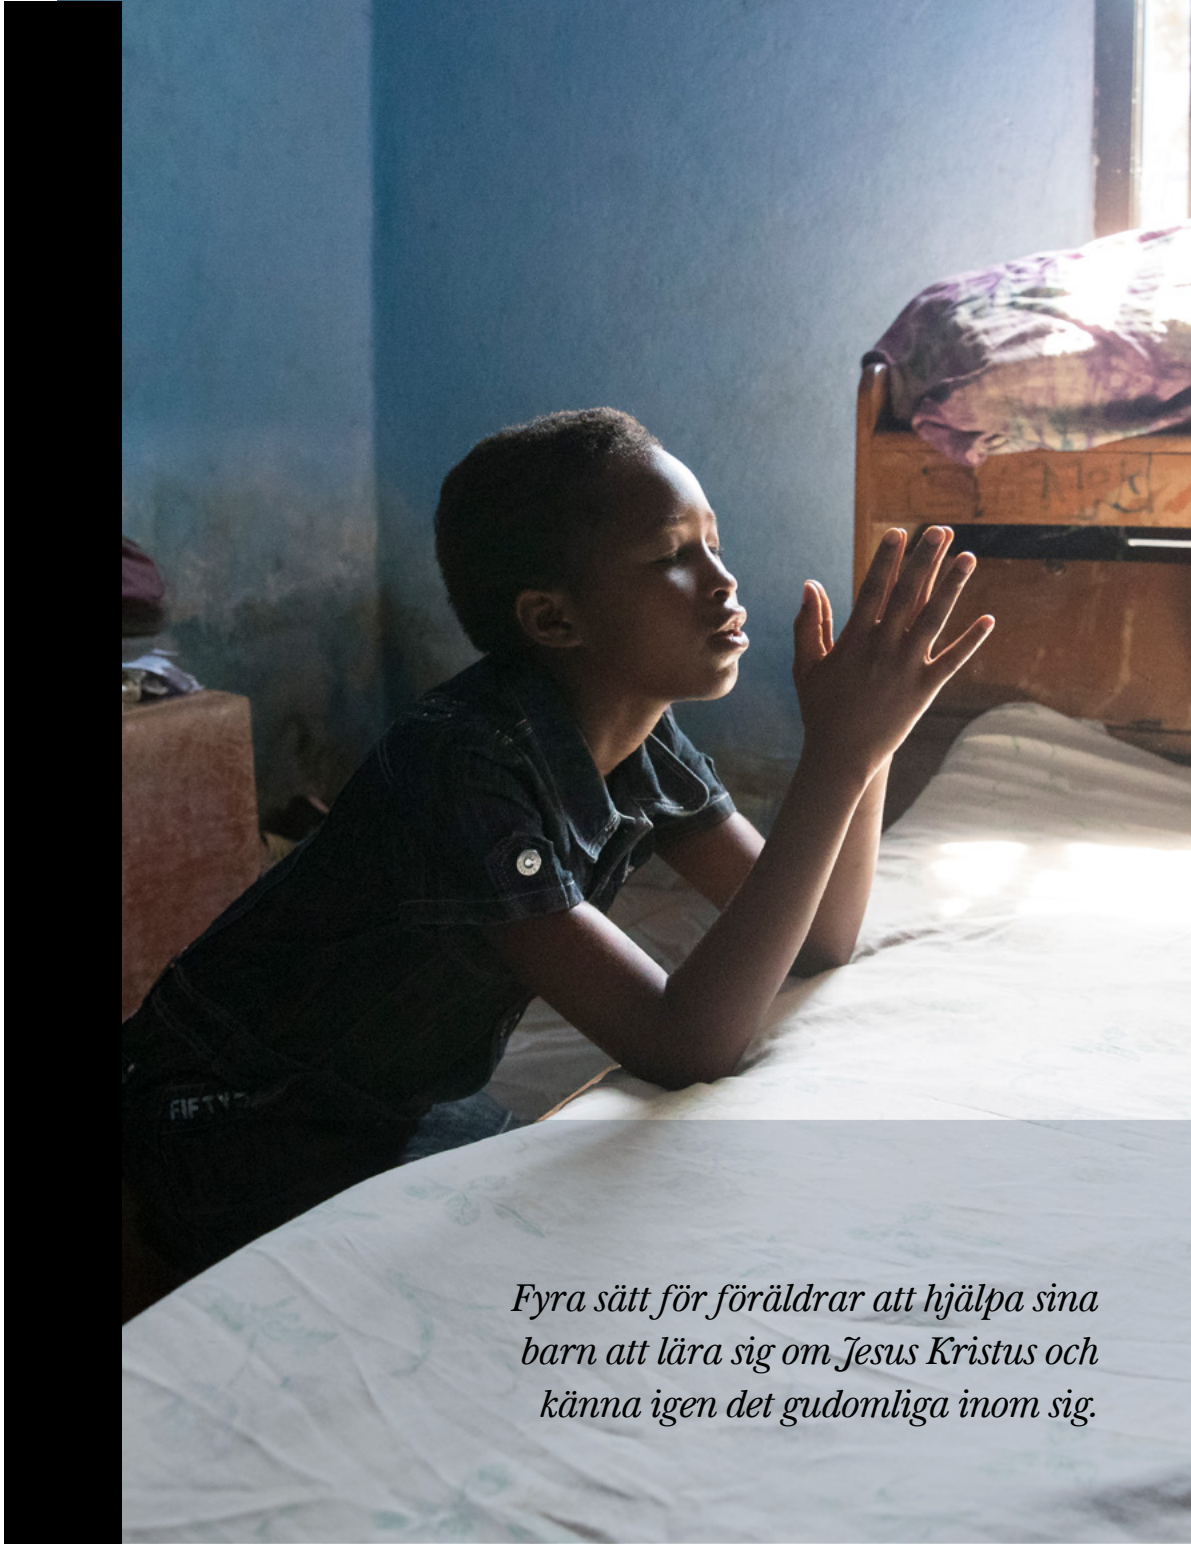 FIFTY
Fyra sätt för föräldrar att hjälpa sina
barn att lära sig om Jesus Kristus och
känna igen det gudomliga inom sig.